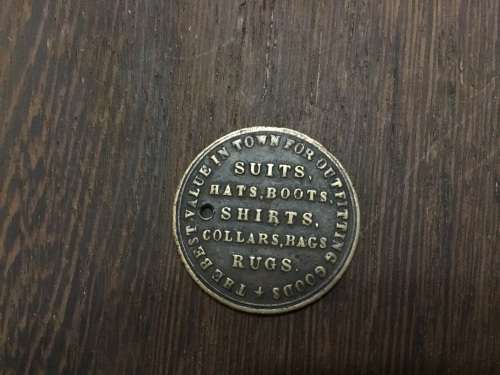 THE BEST VALUE IN TOWN FOR OUTFITTING GOODS
SUITS,
HATS, BOOTS,
SHIRTS,
COLLARS, BAGS
RUGS.